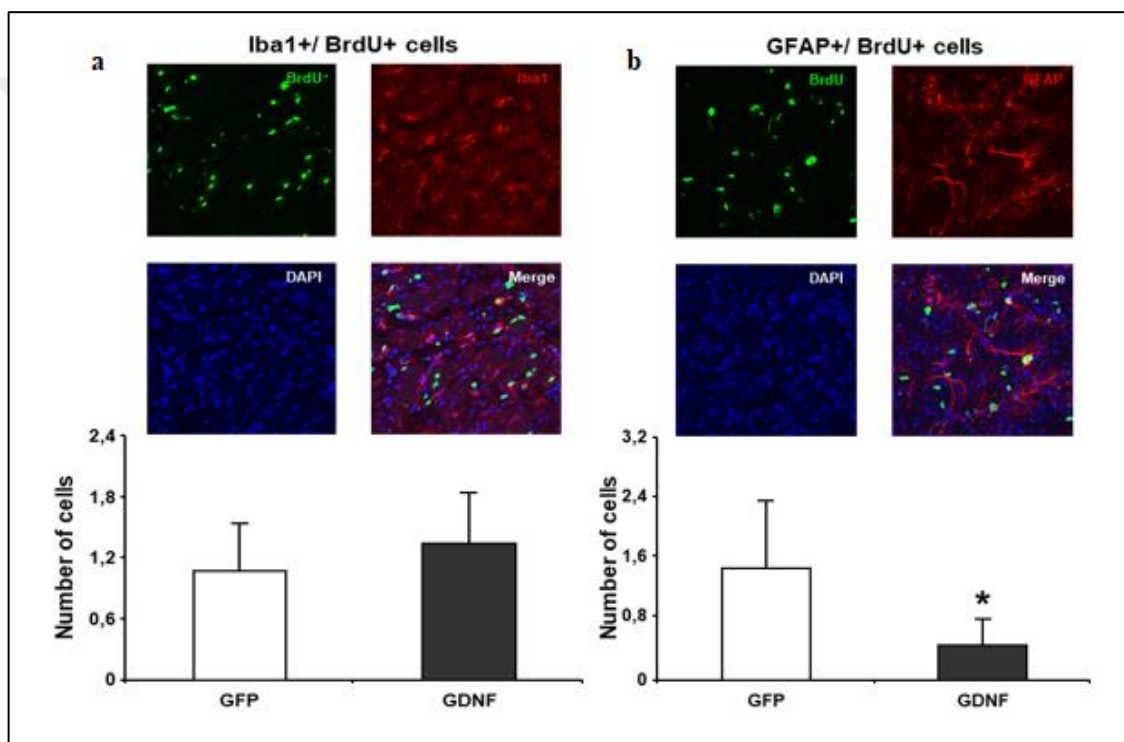 Iba1+/ BrdU+ cells
a
BrdU
Iba1
DAPI
Merge
2,4
1,8
1,2
0,6
0
Number of cells
GFP
GDNF
GFAP+/ BrdU+ cells
b
BrdU
GFAP
DAPI
Merge
3,2
2,4
1,6
0,8
0
Number of cells
*
GFP
GDNF